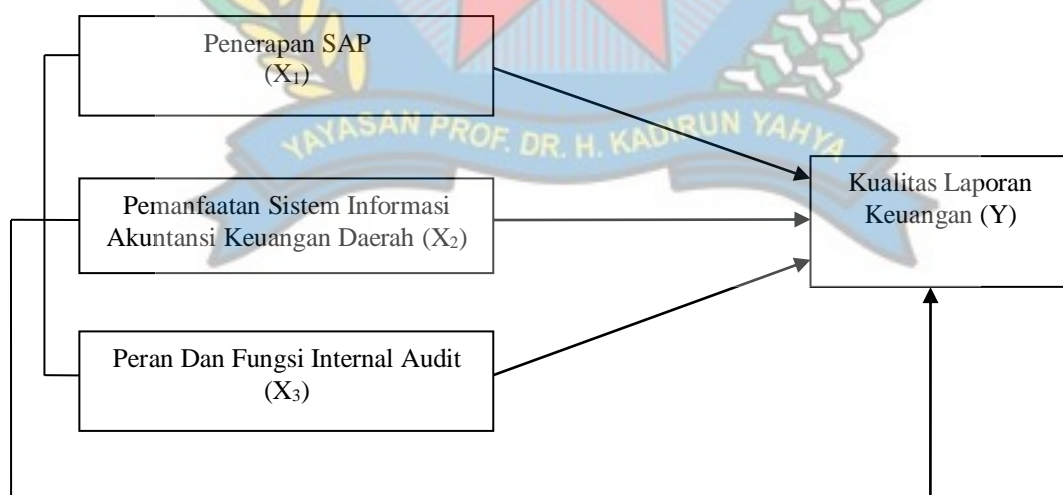 Penerapan SAP
(X₁)
YAYASAN PROF. DR. H. KADIRUN YAHYA
Pemanfaatan Sistem Informasi
Akuntansi Keuangan Daerah (X₂)
Kualitas Laporan
Keuangan (Y)
Peran Dan Fungsi Internal Audit
(X₃)